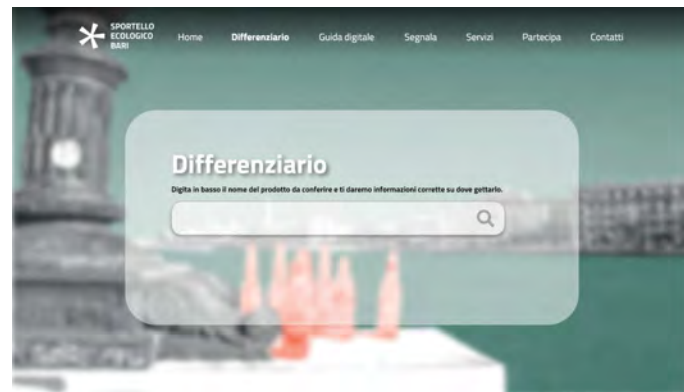 SPORTELLO
ECOLOGICO
BARI
Home Differenziario Guida digitale Segnala Servizi Partecipa Contatti
Differenziario
Digita in basso il nome del prodotto da conferire e ti daremo informazioni corrette su dove gettarlo.